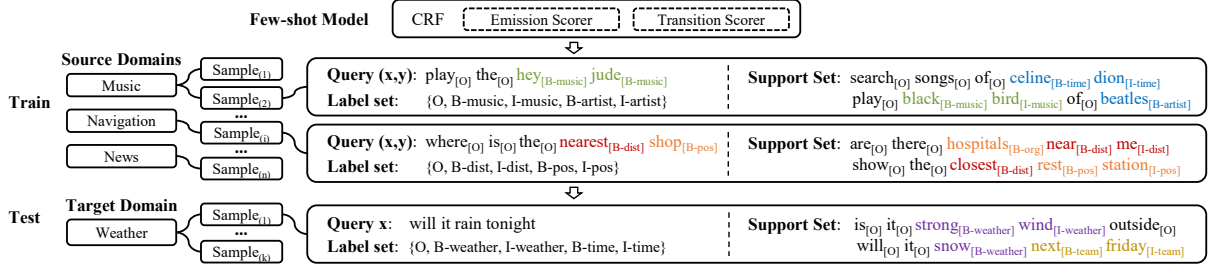 Few-shot Model CRF Emission Scorer Transition Scorer
Source Domains
Train
Music
Sample(1)
Sample(2)
...
Navigation
Sample(i)
...
News
Sample(n)
Query (x,y): play[O] the[O] hey[B-music] jude[B-music]
Label set: {O, B-music, I-music, B-artist, I-artist}
Support Set: search[O] songs[O] of[O] celine[B-time] dion[I-time]
play[O] black[B-music] bird[I-music] of[O] beatles[B-artist]
Query (x,y): where[O] is[O] the[O] nearest[B-dist] shop[B-pos]
Label set: {O, B-dist, I-dist, B-pos, I-pos}
Support Set: are[O] there[O] hospitals[B-org] near[B-dist] me[I-dist]
show[O] the[O] closest[B-dist] rest[B-pos] station[I-pos]
Test
Target Domain
Weather
Sample(1)
...
Sample(k)
Query x: will it rain tonight
Label set: {O, B-weather, I-weather, B-time, I-time}
Support Set: is[O] it[O] strong[B-weather] wind[I-weather] outside[O]
will[O] it[O] snow[B-weather] next[B-team] friday[I-team]